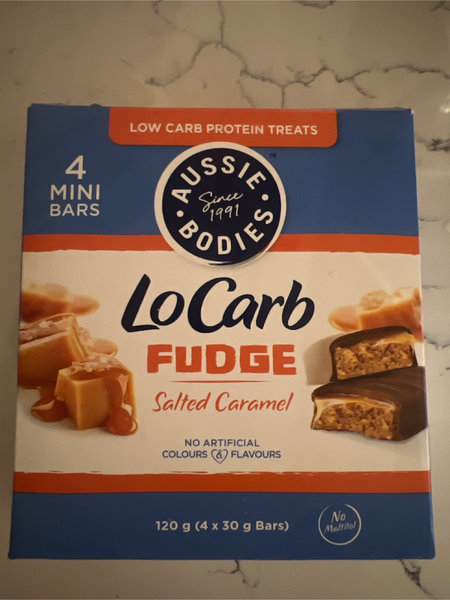 LOW CARB PROTEIN TREATS
4
MINI
BARS
AUSSIE
Since
1991
BODIES
TM
LoCarb
FUDGE
Salted Caramel
NO ARTIFICIAL
COLOURS & FLAVOURS
120 g (4 x 30 g Bars)
No
Maltitol